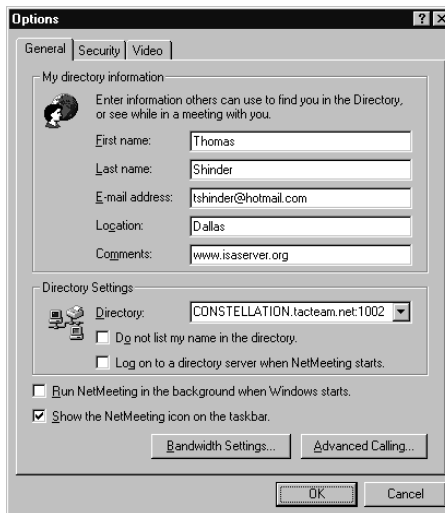 Options
General Security Video
My directory information
Enter information others can use to find you in the Directory,
or see while in a meeting with you.
First name: Thomas
Last name: Shinder
E-mail address: tshinder@hotmail.com
Location: Dallas
Comments: www.isaserver.org
Directory Settings
Directory: CONSTELLATION.tacteam.net:1002
Do not list my name in the directory.
Log on to a directory server when NetMeeting starts.
Run NetMeeting in the background when Windows starts.
Show the NetMeeting icon on the taskbar.
Bandwidth Settings... Advanced Calling...
OK Cancel